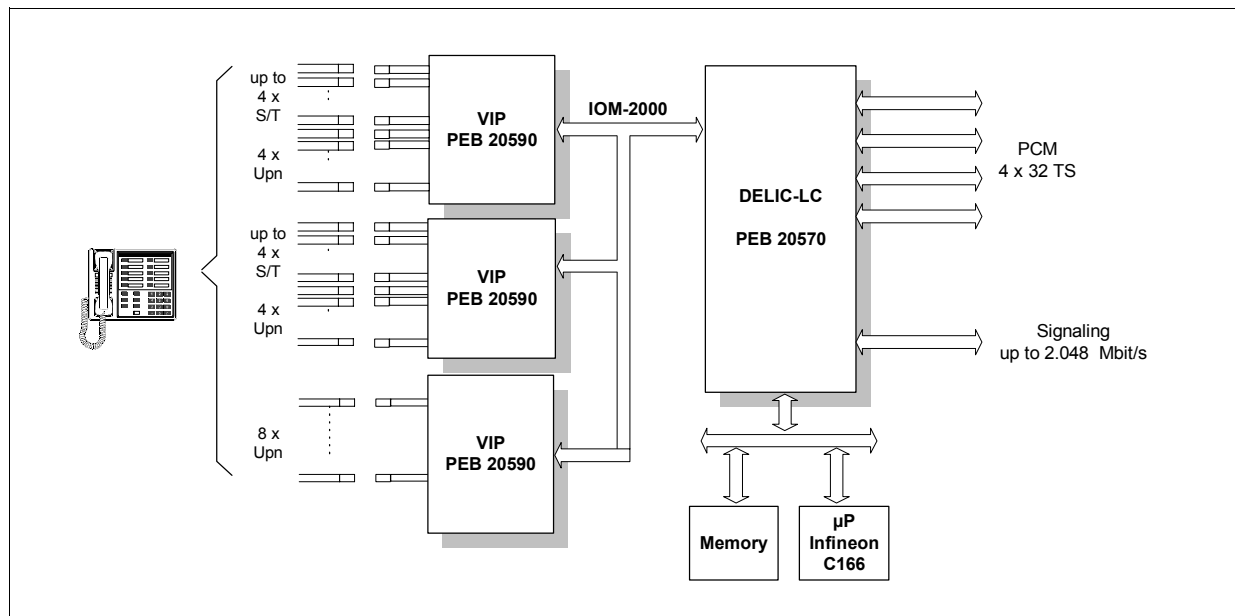 up to
4 x
S/T
4 x
Upn
VIP
PEB 20590
IOM-2000
up to
4 x
S/T
4 x
Upn
VIP
PEB 20590
8 x
Upn
VIP
PEB 20590
DELIC-LC
PEB 20570
PCM
4 x 32 TS
Signaling
up to 2.048 Mbit/s
Memory
µP
Infineon
C166